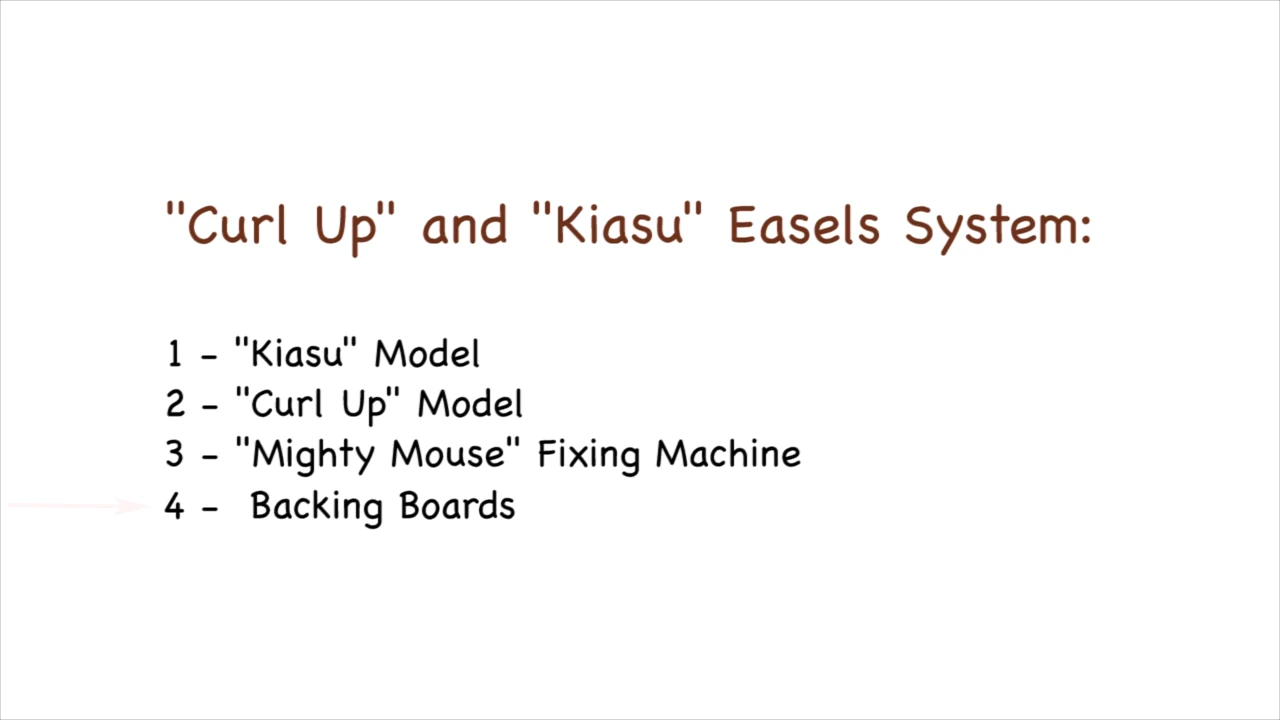 "Curl Up" and "Kiasu" Easels System:
1 - "Kiasu" Model
2 - "Curl Up" Model
3 - "Mighty Mouse" Fixing Machine
4 - Backing Boards